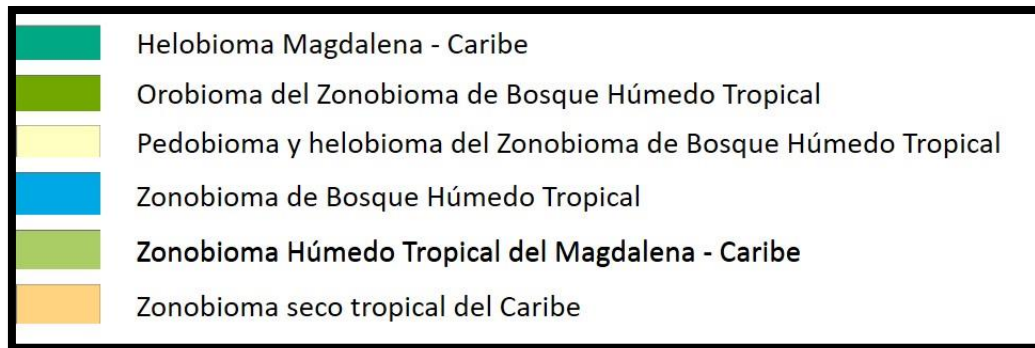 Helobioma Magdalena - Caribe
Orobioma del Zonobioma de Bosque Húmedo Tropical
Pedobioma y helobioma del Zonobioma de Bosque Húmedo Tropical
Zonobioma de Bosque Húmedo Tropical
Zonobioma Húmedo Tropical del Magdalena - Caribe
Zonobioma seco tropical del Caribe